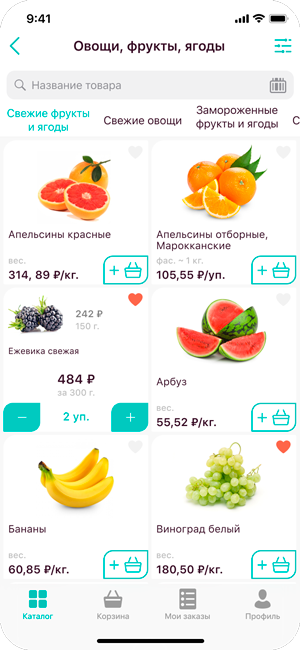 9:41
Овощи, фрукты, ягоды
Название товара
Свежие фрукты
и ягоды
Свежие овощи
Замороженные
фрукты и ягоды
С
Апельсины красные
вес.
314, 89 ₽/кг.
Апельсины отборные,
Марокканские
фас. ~ 1 кг.
105,55 ₽/уп.
242 ₽
150 г.
Ежевика свежая
484 ₽
за 300 г.
2 уп.
Арбуз
вес.
55,52 ₽/кг.
Бананы
вес.
60,85 ₽/кг.
Виноград белый
вес.
180,50 ₽/кг.
Каталог
Корзина
Мои заказы
Профиль